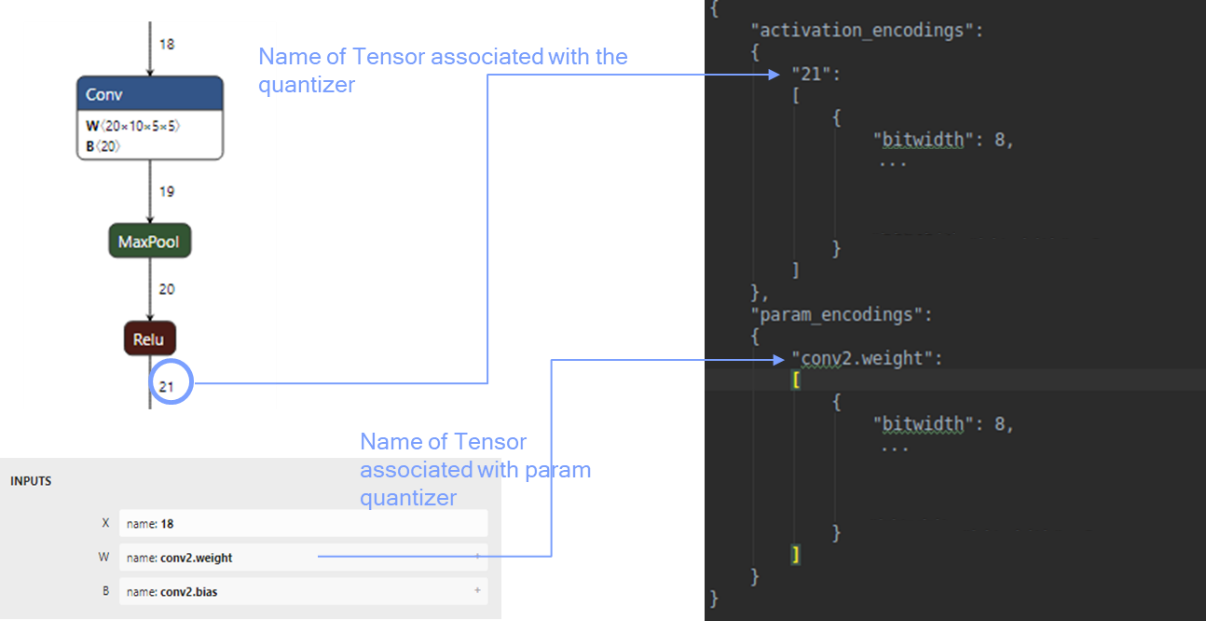 18
Conv
W⟨20×10×5×5⟩
B⟨20⟩
19
MaxPool
20
Relu
21
Name of Tensor associated with the
quantizer
Name of Tensor
associated with param
quantizer
INPUTS
X name: 18
W name: conv2.weight +
B name: conv2.bias +
{
"activation_encodings":
{
"21":
[
{
"bitwidth": 8,
...
}
]
},
"param_encodings":
{
"conv2.weight":
[
{
"bitwidth": 8,
...
}
]
}
}